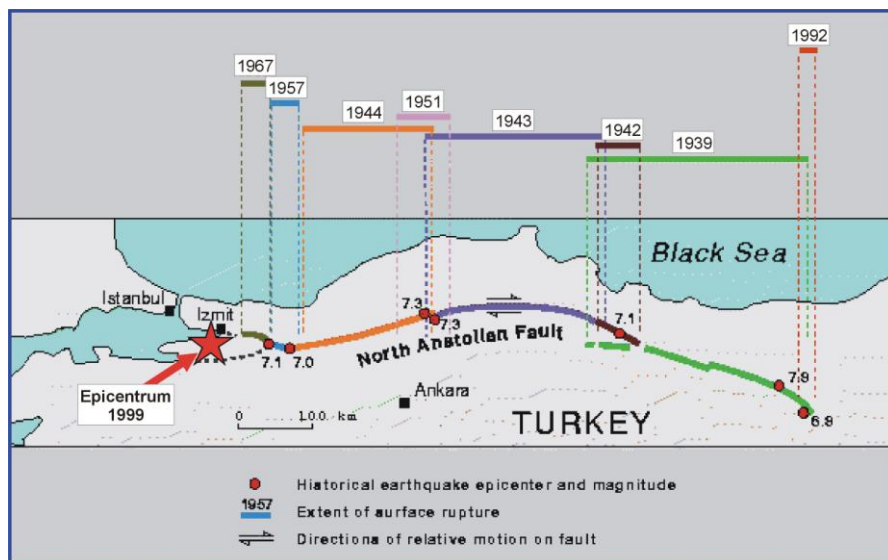 1992
1967
1957
1951
1944
1943
1942
1939
Black Sea
Istanbul
Izmit
7.3
7.3
7.1
North Anatolian Fault
7.1
7.0
7.9
6.9
Epicentrum
1999
Ankara
0 100 km
TURKEY
Historical earthquake epicenter and magnitude
1957
Extent of surface rupture
Directions of relative motion on fault